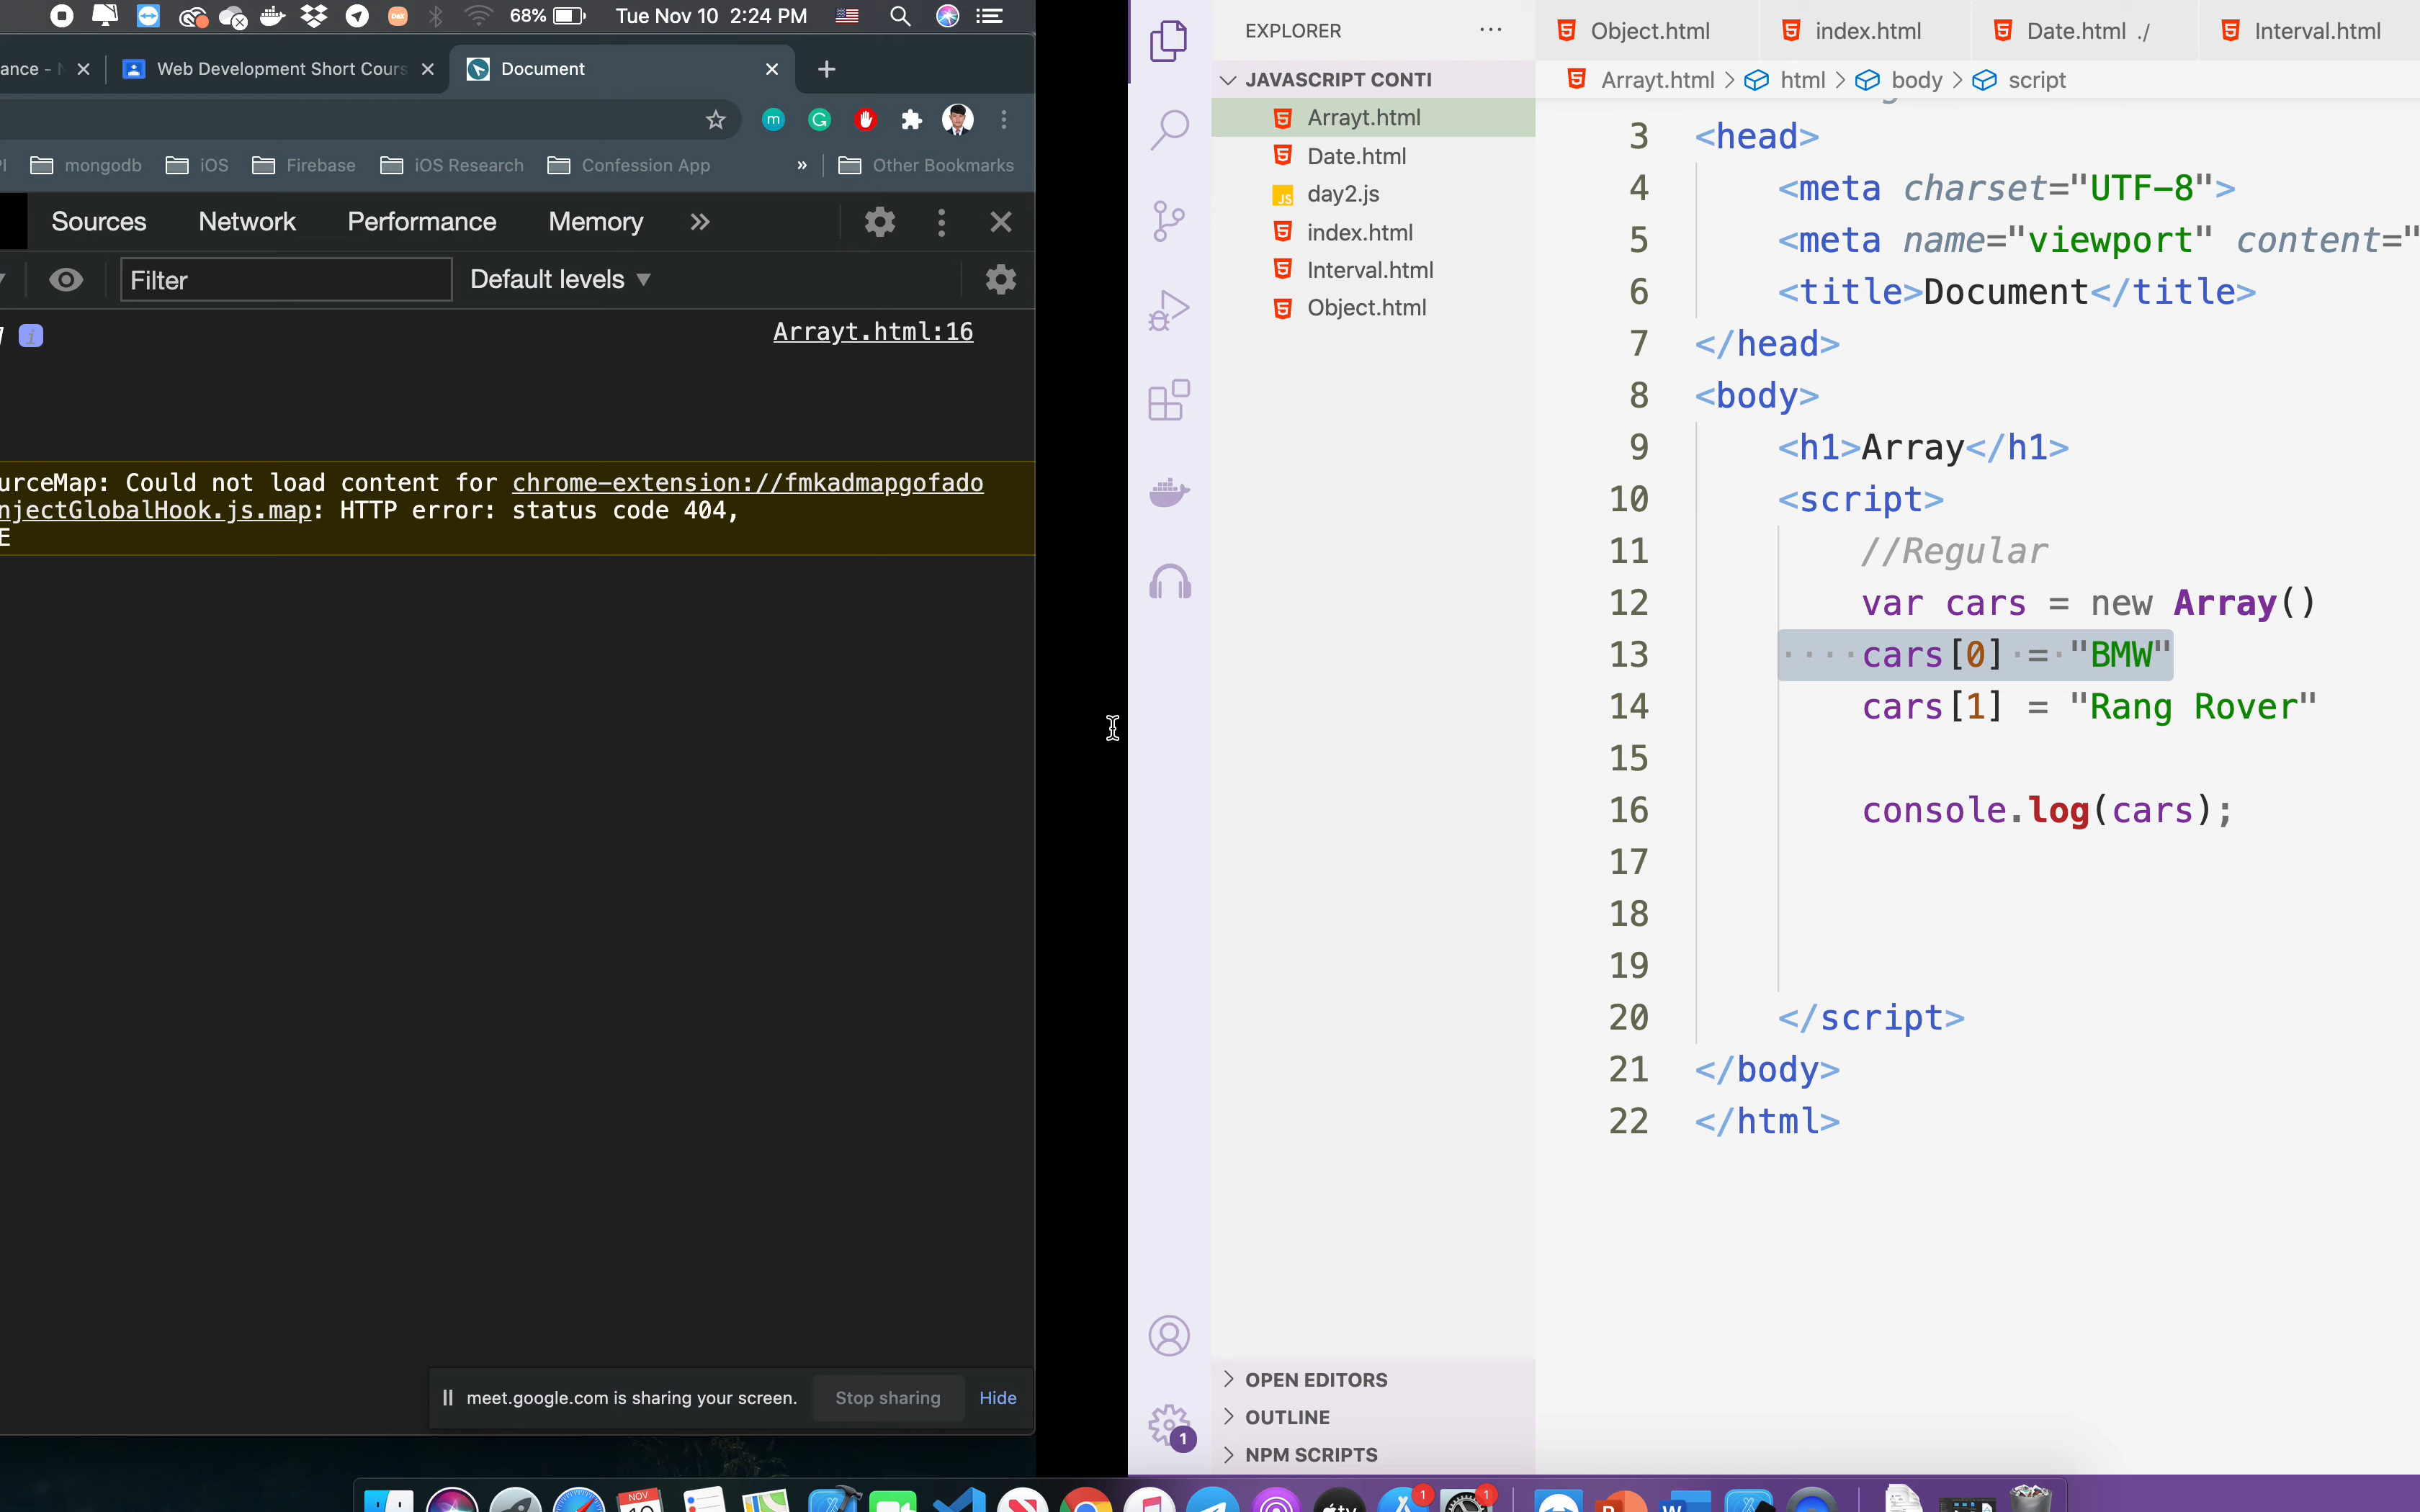 68% Tue Nov 10 2:24 PM
ance - Web Development Short Cours Document
mongodb iOS Firebase iOS Research Confession App » Other Bookmarks
Sources Network Performance Memory »
Filter Default levels ▼
Arrayt.html:16
urceMap: Could not load content for chrome-extension://fmkadmapgofado
njectGlobalHook.js.map: HTTP error: status code 404,
E
meet.google.com is sharing your screen. Stop sharing Hide
EXPLORER ...
JAVASCRIPT CONTI
Arrayt.html
Date.html
day2.js
index.html
Interval.html
Object.html
OPEN EDITORS
OUTLINE
NPM SCRIPTS
1
Object.html index.html Date.html ./ Interval.html
Arrayt.html > html > body > script
3 <head>
4 <meta charset="UTF-8">
5 <meta name="viewport" content="
6 <title>Document</title>
7 </head>
8 <body>
9 <h1>Array</h1>
10 <script>
11 //Regular
12 var cars = new Array()
13 cars[0] = "BMW"
14 cars[1] = "Rang Rover"
15
16 console.log(cars);
17
18
19
20 </script>
21 </body>
22 </html>
NOV
tv
1
1
W